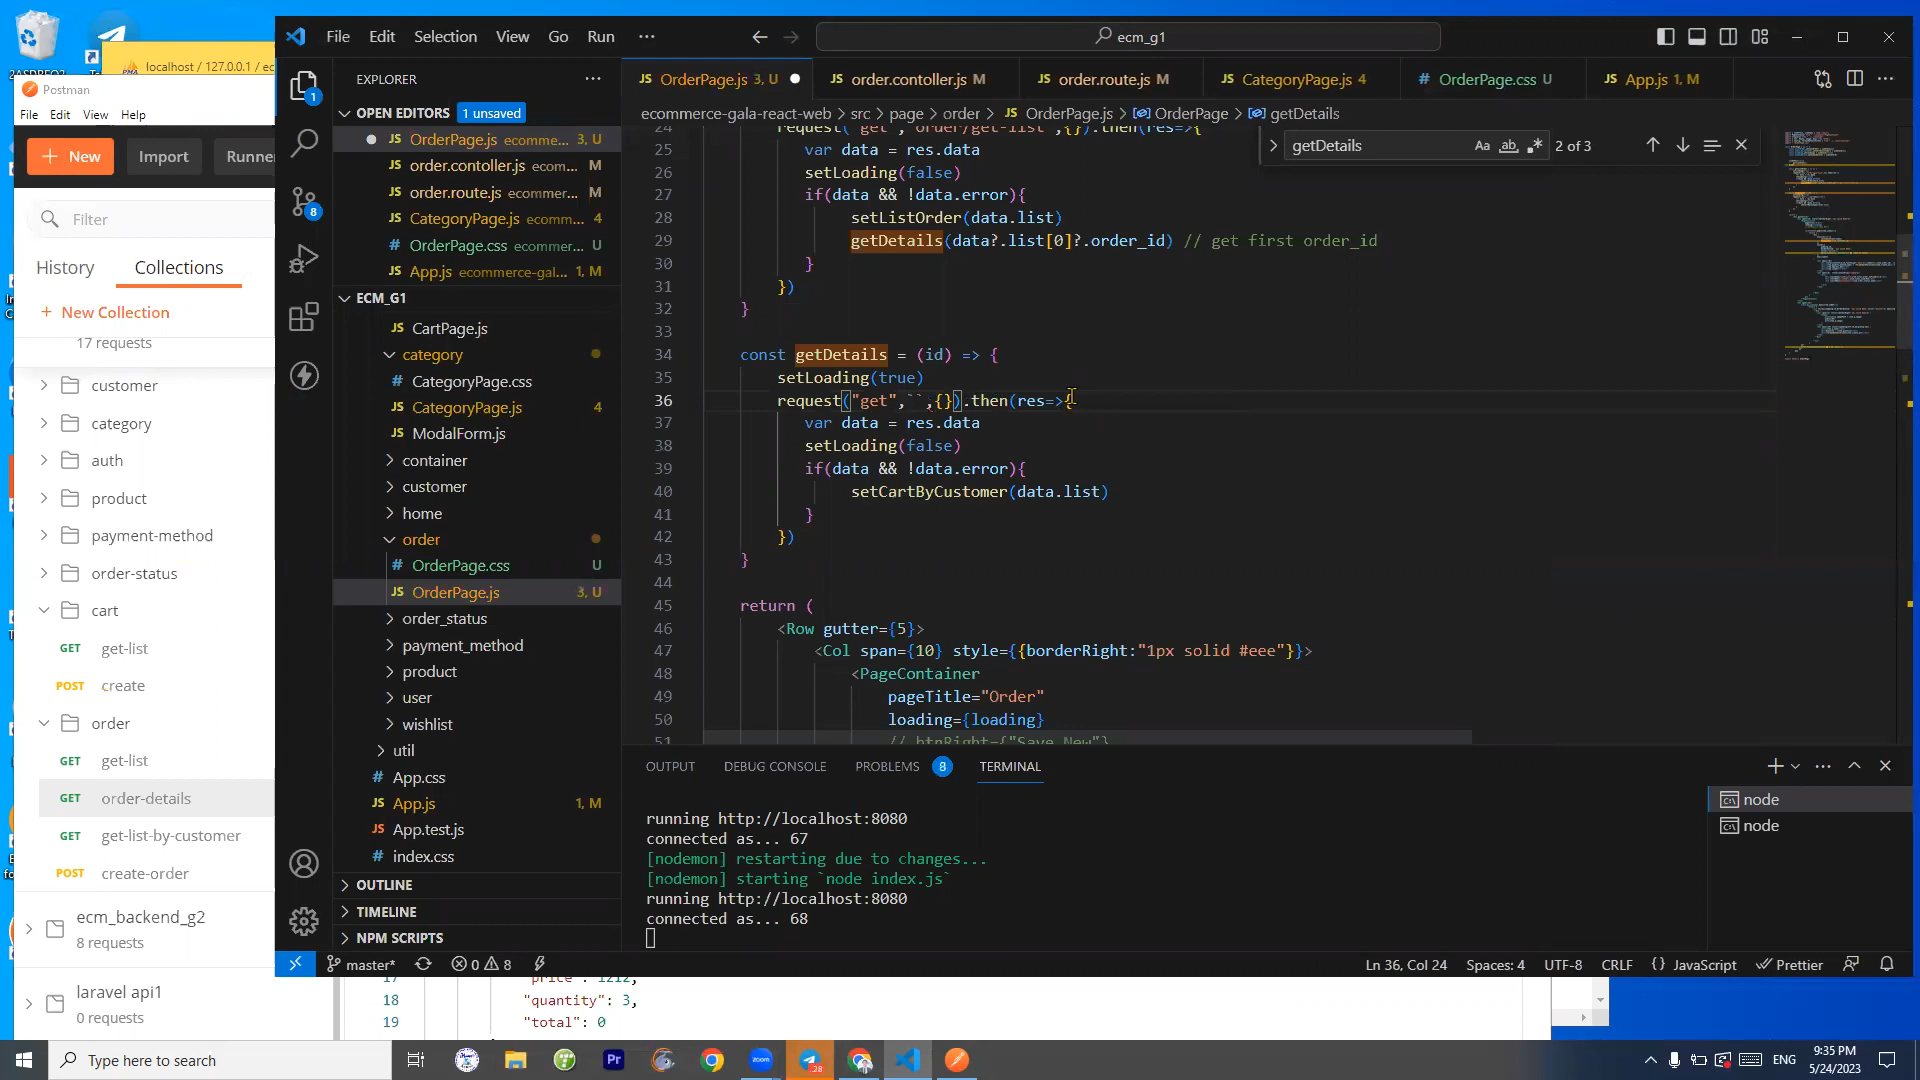 localhost / 127.0.0.1 / ec
Postman
File Edit View Help
New Import Runne
Filter
History Collections
+ New Collection
17 requests
customer
category
auth
product
payment-method
order-status
cart
GET get-list
POST create
order
GET get-list
GET order-details
GET get-list-by-customer
POST create-order
ecm_backend_g2
8 requests
laravel api1
0 requests
File Edit Selection View Go Run ···
ecm_g1
EXPLORER
OPEN EDITORS 1 unsaved
JS OrderPage.js ecomme... 3, U
JS order.contoller.js ecom... M
JS order.route.js ecommer... M
JS CategoryPage.js ecomm... 4
# OrderPage.css ecommer... U
JS App.js ecommerce-gal... 1, M
ECM_G1
JS CartPage.js
category
# CategoryPage.css
JS CategoryPage.js 4
JS ModalForm.js
container
customer
home
order
# OrderPage.css U
JS OrderPage.js 3, U
order_status
payment_method
product
user
wishlist
util
# App.css
JS App.js 1, M
JS App.test.js
# index.css
OUTLINE
TIMELINE
NPM SCRIPTS
JS OrderPage.js 3, U
JS order.contoller.js M
JS order.route.js M
JS CategoryPage.js 4
# OrderPage.css U
JS App.js 1, M
ecommerce-gala-react-web > src > page > order > JS OrderPage.js > OrderPage > getDetails
getDetails Aa ab 2 of 3
24 request("get","order/get-list",{}).then(res=>{
25 var data = res.data
26 setLoading(false)
27 if(data && !data.error){
28 setListOrder(data.list)
29 getDetails(data?.list[0]?.order_id) // get first order_id
30 }
31 })
32 }
33
34 const getDetails = (id) => {
35 setLoading(true)
36 request("get",``,{}).then(res=>{
37 var data = res.data
38 setLoading(false)
39 if(data && !data.error){
40 setCartByCustomer(data.list)
41 }
42 })
43 }
44
45 return (
46 <Row gutter={5}>
47 <Col span={10} style={{borderRight:"1px solid #eee"}}>
48 <PageContainer
49 pageTitle="Order"
50 loading={loading}
51 // btnRight={"Save New"}
OUTPUT DEBUG CONSOLE PROBLEMS 8 TERMINAL
running http://localhost:8080
connected as... 67
[nodemon] restarting due to changes...
[nodemon] starting `node index.js`
running http://localhost:8080
connected as... 68
node
node
master* 0 8
Ln 36, Col 24 Spaces: 4 UTF-8 CRLF {} JavaScript Prettier
17 "price": 1212,
18 "quantity": 3,
19 "total": 0
Type here to search
ENG
9:35 PM
5/24/2023